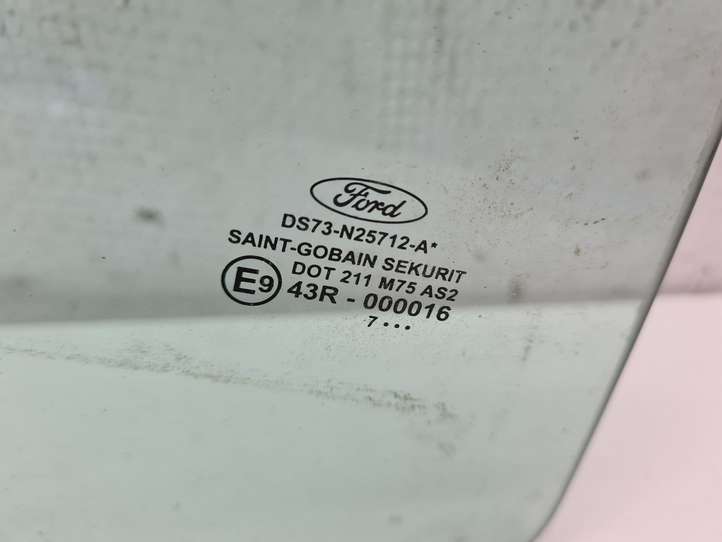 Ford
DS73-N25712-A*
SAINT-GOBAIN SEKURIT
DOT 211 M75 AS2
E9 43R - 000016
7 •••